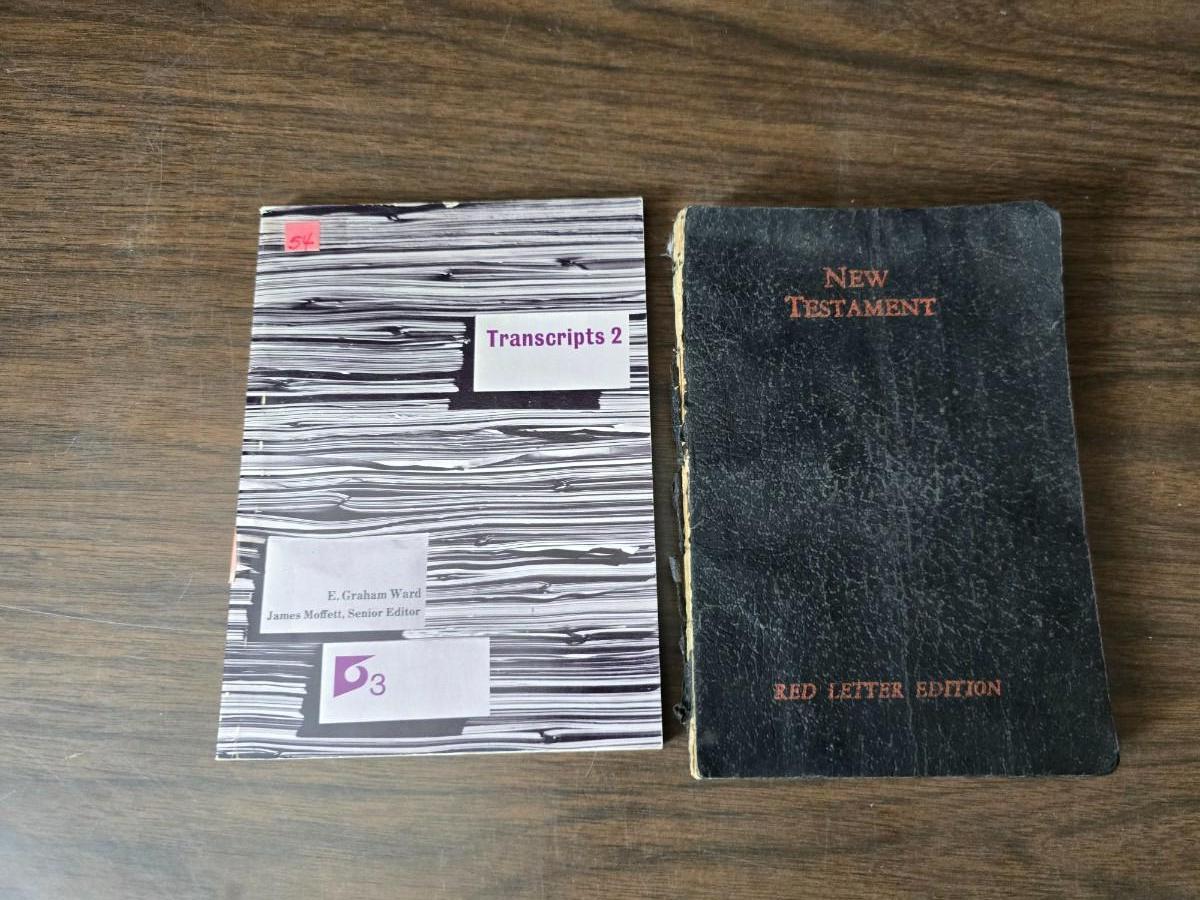 54
Transcripts 2
E. Graham Ward
James Moffett, Senior Editor
3
NEW
TESTAMENT
RED LETTER EDITION